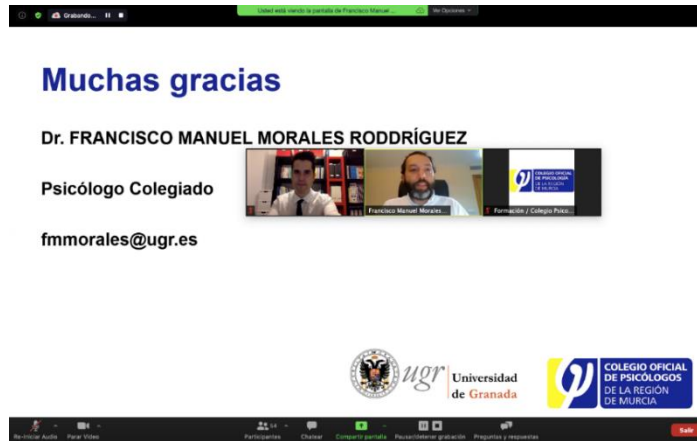 Grabando...
Usted está viendo la pantalla de Francisco Manuel ...
Ver Opciones
Muchas gracias
Dr. FRANCISCO MANUEL MORALES RODDRÍGUEZ
Psicólogo Colegiado
fmmorales@ugr.es
Francisco Manuel Morales...
COLEGIO OFICIAL
DE PSICÓLOGOS
DE LA REGIÓN
DE MURCIA
Formación / Colegio Psico...
ugr
Universidad
de Granada
COLEGIO OFICIAL
DE PSICÓLOGOS
DE LA REGIÓN
DE MURCIA
Re-iniciar Audio
Parar Vídeo
Participantes
Chatear
Compartir pantalla
Pausar/detener grabación
Preguntas y respuestas
Salir